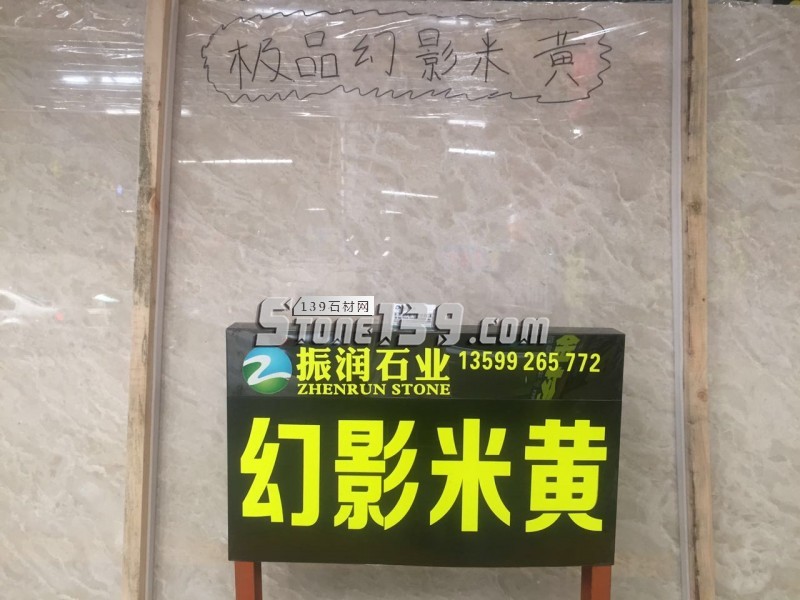 极品幻影米黄
139石材网
STONE139.com
振润石业 13599 265 772
ZHENRUN STONE
幻影米黄